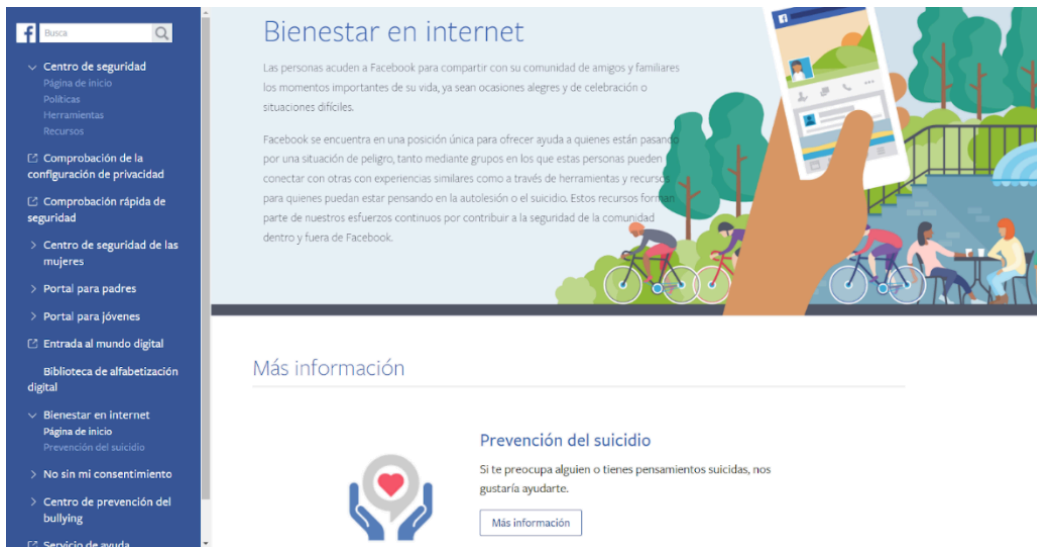 f
Busca
Centro de seguridad
Página de inicio
Políticas
Herramientas
Recursos
Comprobación de la
configuración de privacidad
Comprobación rápida de
seguridad
Centro de seguridad de las
mujeres
Portal para padres
Portal para jóvenes
Entrada al mundo digital
Biblioteca de alfabetización
digital
Bienestar en internet
Página de inicio
Prevención del suicidio
No sin mi consentimiento
Centro de prevención del
bullying
Servicio de ayuda
Bienestar en internet
Las personas acuden a Facebook para compartir con su comunidad de amigos y familiares
los momentos importantes de su vida, ya sean ocasiones alegres y de celebración o
situaciones difíciles.
Facebook se encuentra en una posición única para ofrecer ayuda a quienes están pasando
por una situación de peligro, tanto mediante grupos en los que estas personas pueden
conectar con otras con experiencias similares como a través de herramientas y recursos
para quienes puedan estar pensando en la autolesión o el suicidio. Estos recursos forman
parte de nuestros esfuerzos continuos por contribuir a la seguridad de la comunidad
dentro y fuera de Facebook.
f
Más información
Prevención del suicidio
Si te preocupa alguien o tienes pensamientos suicidas, nos
gustaría ayudarte.
Más información